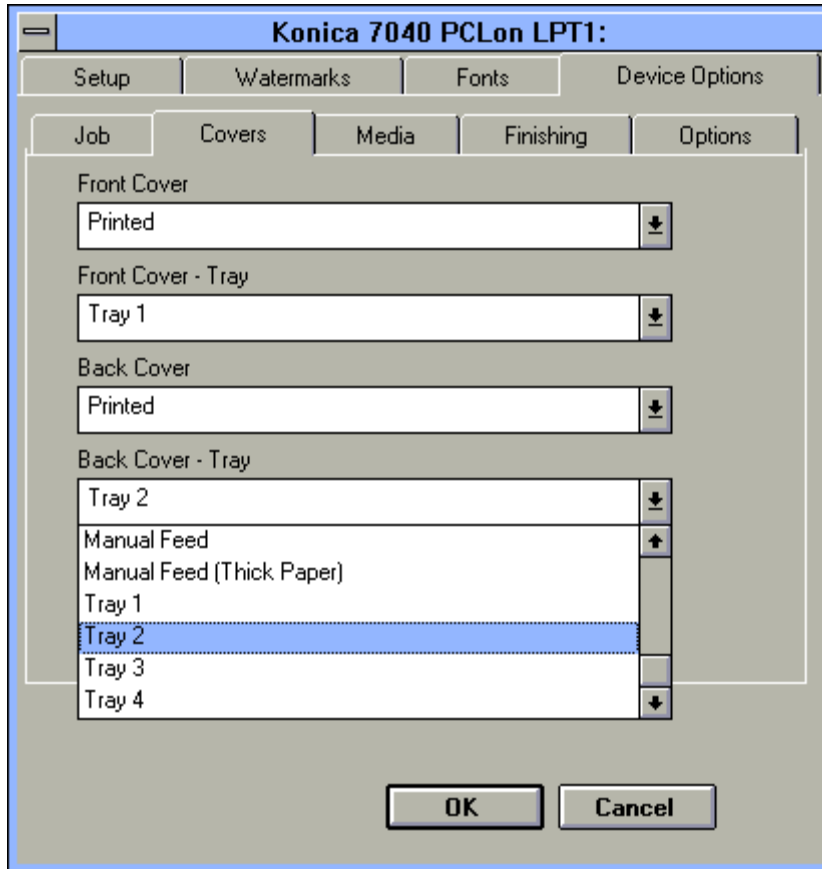 Konica 7040 PCLon LPT1:
Setup Watermarks Fonts Device Options
Job Covers Media Finishing Options
Front Cover
Printed
Front Cover - Tray
Tray 1
Back Cover
Printed
Back Cover - Tray
Tray 2
Manual Feed
Manual Feed (Thick Paper)
Tray 1
Tray 2
Tray 3
Tray 4
OK Cancel